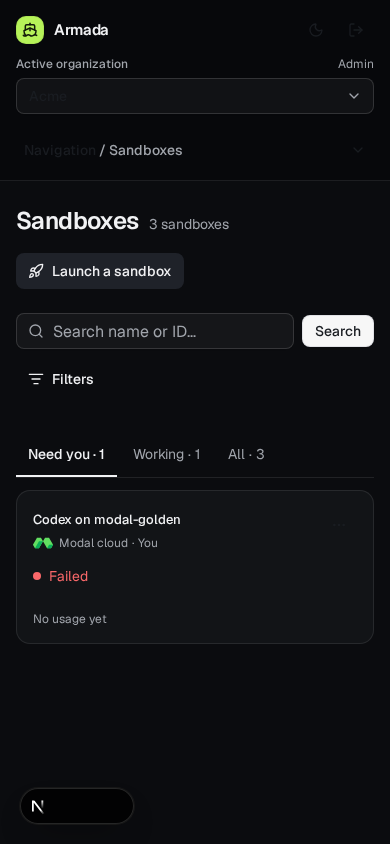 Armada
Active organization Admin
Acme
Navigation / Sandboxes
Sandboxes 3 sandboxes
Launch a sandbox
Search name or ID... Search
Filters
Need you · 1 Working · 1 All · 3
Codex on modal-golden
Modal cloud · You
Failed
No usage yet
N